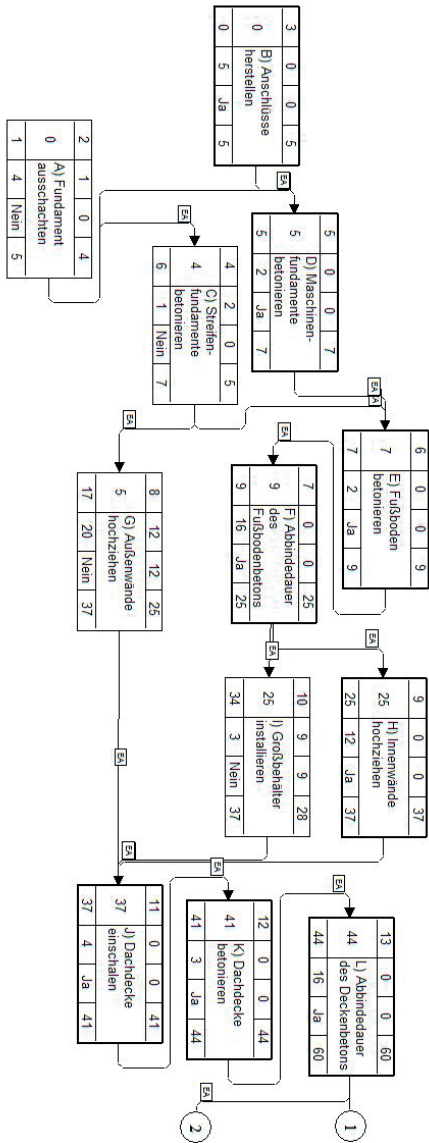 3 0 0 5
B) Anschlüsse
0
herstellen
0 5 Ja 5
2 1 0 4
A) Fundament
0
ausschachten
1 4 Nein 5
EA
EA
5 0 0 7
D) Maschinen-
5
fundamente
betonieren
5 2 Ja 7
4 2 0 5
C) Streifen-
4
fundamente
betonieren
6 1 Nein 7
EA
A
EA
EA
6 0 0 9
E) Fußboden
7
betonieren
7 2 Ja 9
7 0 0 25
F) Abbindedauer
9
des
Fußbodenbetons
9 16 Ja 25
8 12 12 25
G) Außenwände
5
hochziehen
17 20 Nein 37
EA
EA
9 0 0 37
H) Innenwände
25
hochziehen
25 12 Ja 37
10 9 9 28
I) Großbehälter
25
installieren
34 3 Nein 37
EA
EA
EA
EA
13 0 0 60
L) Abbindedauer
44
des Deckenbetons
44 16 Ja 60
12 0 0 44
K) Dachdecke
41
betonieren
41 3 Ja 44
11 0 0 41
J) Dachdecke
37
einschalen
37 4 Ja 41
EA
1
2